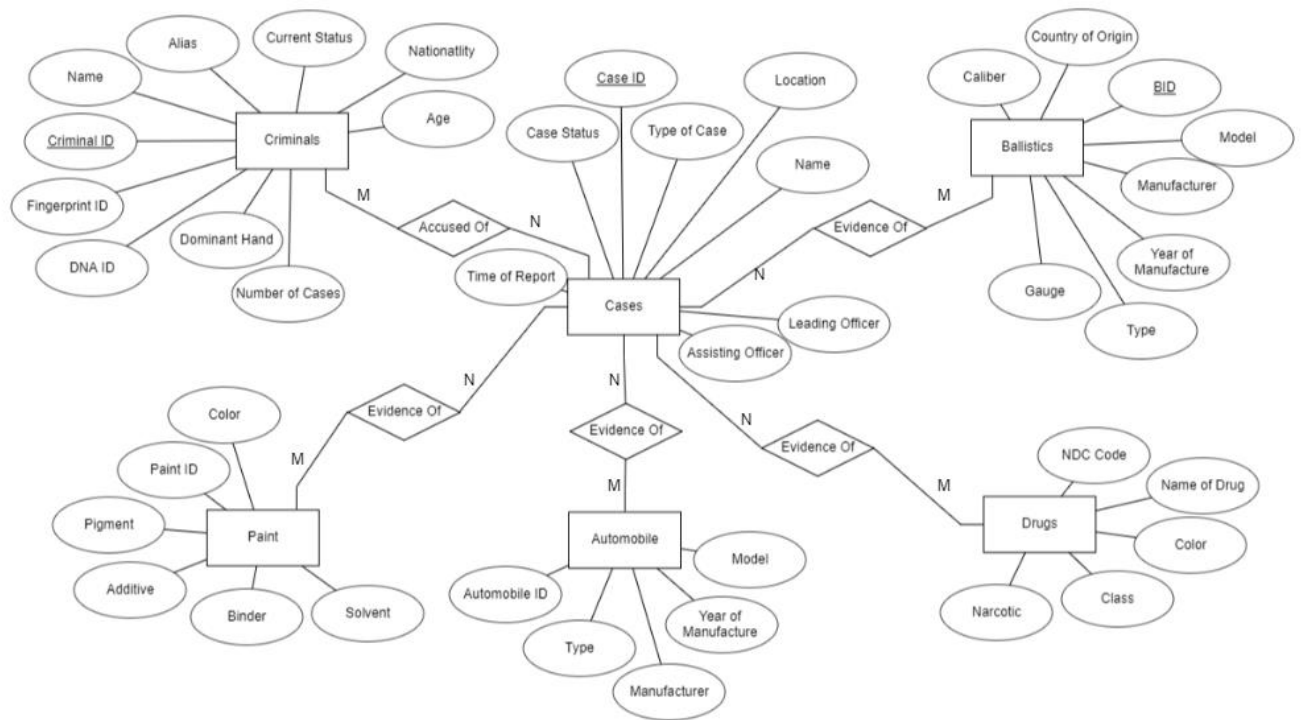 Alias
Current Status
Nationatlity
Name
Criminals
Age
Criminal ID
Fingerprint ID
DNA ID
Dominant Hand
Number of Cases
M
Accused Of
N
Case ID
Location
Case Status
Type of Case
Name
Time of Report
Cases
Leading Officer
Assisting Officer
Country of Origin
Caliber
BID
Ballistics
Model
Manufacturer
Year of
Manufacture
Gauge
Type
M
Evidence Of
N
N
Evidence Of
M
Color
Paint ID
Pigment
Paint
Additive
Binder
Solvent
N
Evidence Of
M
Automobile
Model
Automobile ID
Year of
Manufacture
Type
Manufacturer
N
Evidence Of
M
NDC Code
Name of Drug
Drugs
Color
Class
Narcotic